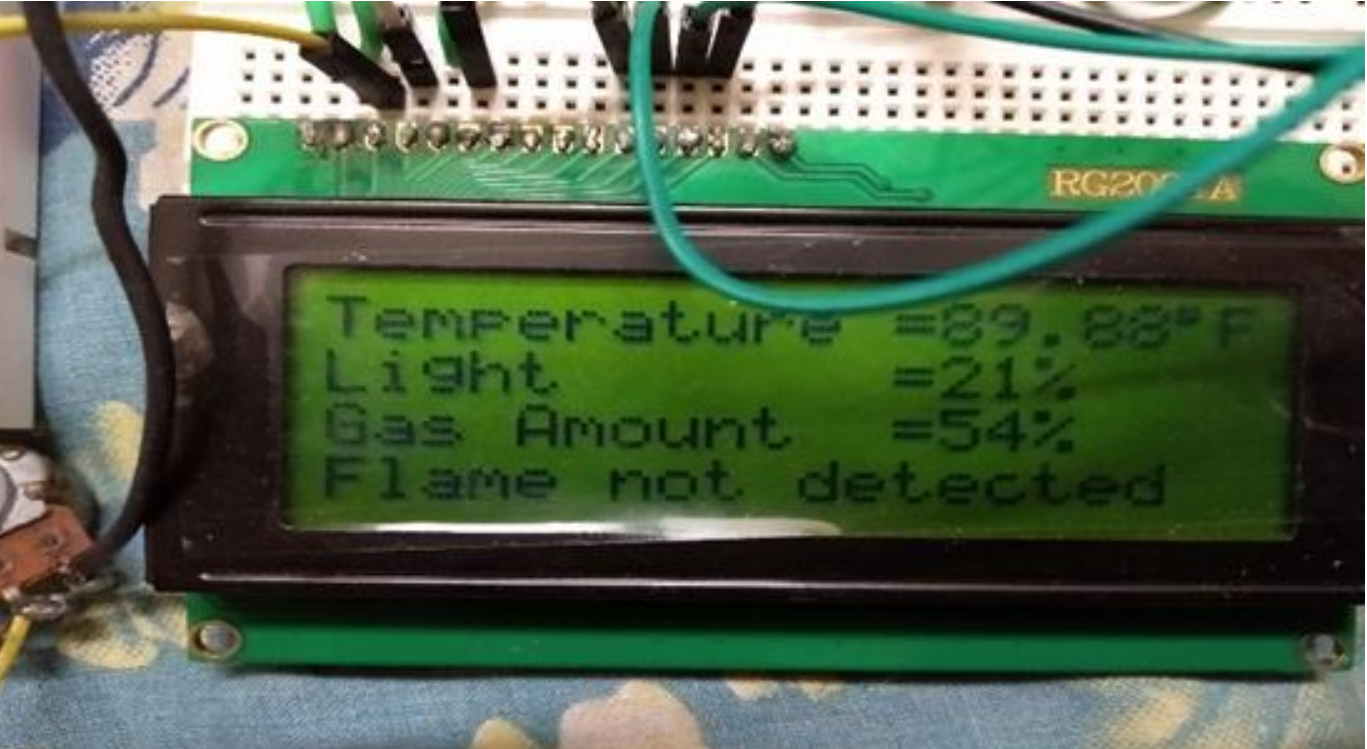 Temperature =89.88°F
Light =21%
Gas Amount =54%
Flame not detected